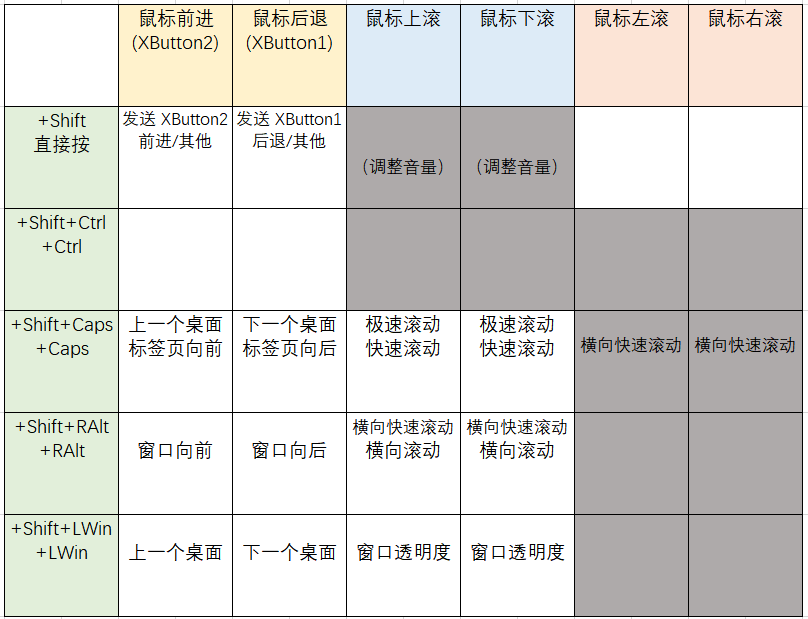 鼠标前进
(XButton2)
鼠标后退
(XButton1)
鼠标上滚
鼠标下滚
鼠标左滚
鼠标右滚
+Shift
直接按
发送 XButton2
前进/其他
发送 XButton1
后退/其他
（调整音量）
（调整音量）
+Shift+Ctrl
+Ctrl
+Shift+Caps
+Caps
上一个桌面
标签页向前
下一个桌面
标签页向后
极速滚动
快速滚动
极速滚动
快速滚动
横向快速滚动
横向快速滚动
+Shift+RAlt
+RAlt
窗口向前
窗口向后
横向快速滚动
横向滚动
横向快速滚动
横向滚动
+Shift+LWin
+LWin
上一个桌面
下一个桌面
窗口透明度
窗口透明度